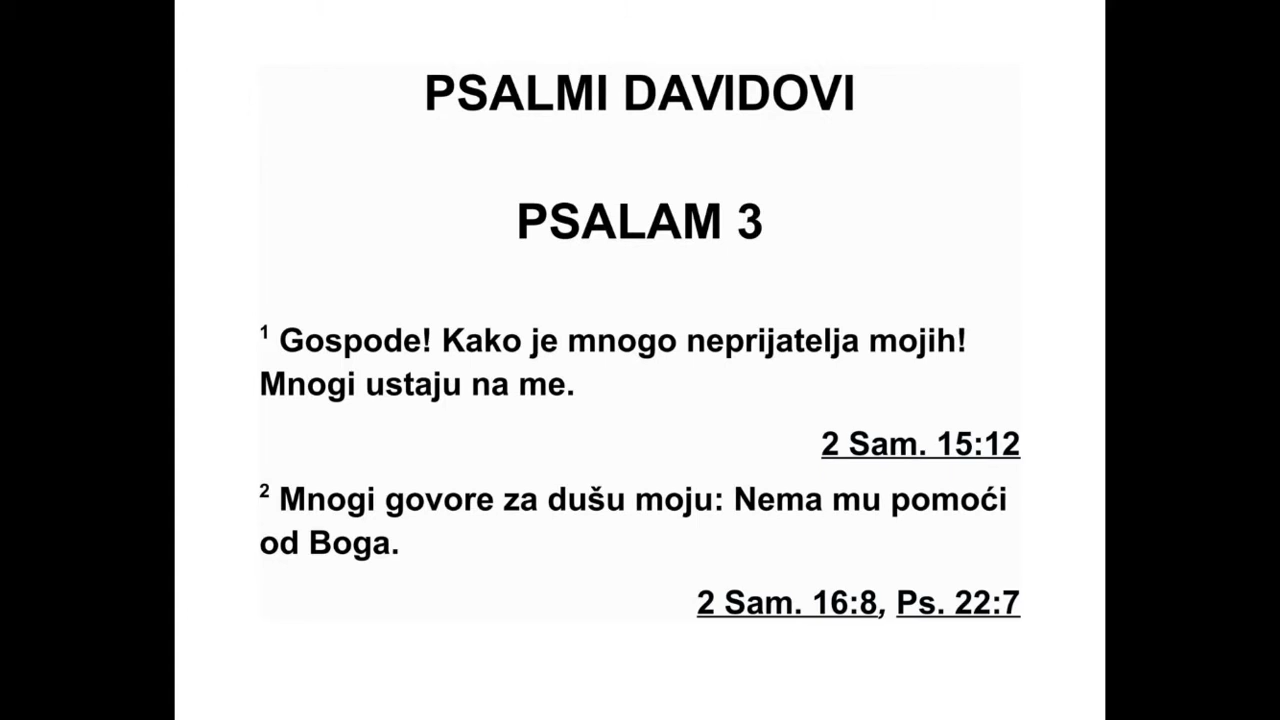 PSALMI DAVIDOVI
PSALAM 3
1 Gospode! Kako je mnogo neprijatelja mojih!
Mnogi ustaju na me.
2 Sam. 15:12
2 Mnogi govore za dušu moju: Nema mu pomoći
od Boga.
2 Sam. 16:8, Ps. 22:7